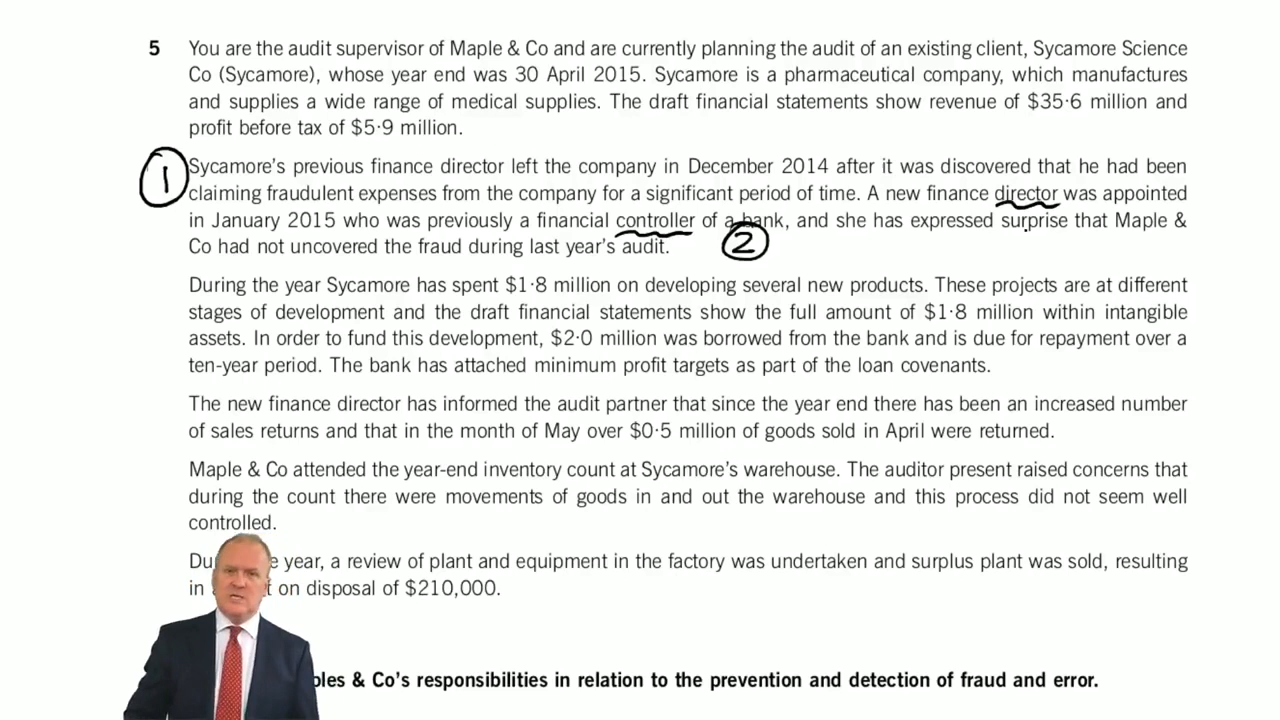 5 You are the audit supervisor of Maple & Co and are currently planning the audit of an existing client, Sycamore Science
Co (Sycamore), whose year end was 30 April 2015. Sycamore is a pharmaceutical company, which manufactures
and supplies a wide range of medical supplies. The draft financial statements show revenue of $35·6 million and
profit before tax of $5·9 million.
1 Sycamore's previous finance director left the company in December 2014 after it was discovered that he had been
claiming fraudulent expenses from the company for a significant period of time. A new finance director was appointed
in January 2015 who was previously a financial controller of a bank, and she has expressed surprise that Maple &
Co had not uncovered the fraud during last year's audit.
2
During the year Sycamore has spent $1·8 million on developing several new products. These projects are at different
stages of development and the draft financial statements show the full amount of $1·8 million within intangible
assets. In order to fund this development, $2·0 million was borrowed from the bank and is due for repayment over a
ten-year period. The bank has attached minimum profit targets as part of the loan covenants.
The new finance director has informed the audit partner that since the year end there has been an increased number
of sales returns and that in the month of May over $0·5 million of goods sold in April were returned.
Maple & Co attended the year-end inventory count at Sycamore's warehouse. The auditor present raised concerns that
during the count there were movements of goods in and out the warehouse and this process did not seem well
controlled.
year, a review of plant and equipment in the factory was undertaken and surplus plant was sold, resulting
in on disposal of $210,000.
& Co's responsibilities in relation to the prevention and detection of fraud and error.